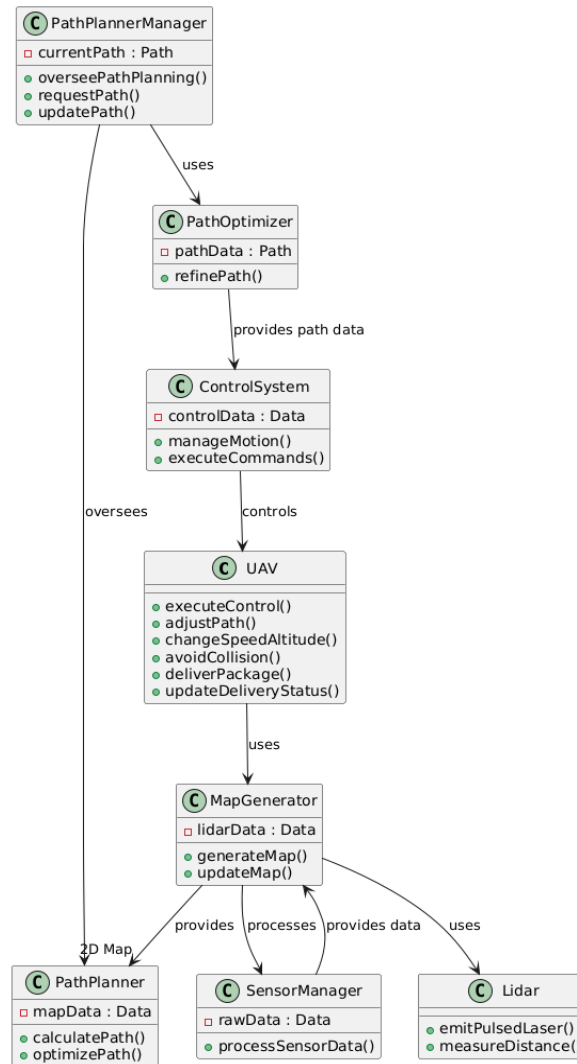 C PathPlannerManager
currentPath : Path
overseePathPlanning()
requestPath()
updatePath()
uses
C PathOptimizer
pathData : Path
refinePath()
provides path data
C ControlSystem
controlData : Data
manageMotion()
executeCommands()
oversees
controls
C UAV
executeControl()
adjustPath()
changeSpeedAltitude()
avoidCollision()
deliverPackage()
updateDeliveryStatus()
uses
C MapGenerator
lidarData : Data
generateMap()
updateMap()
provides
processes
provides data
uses
2D Map
C PathPlanner
mapData : Data
calculatePath()
optimizePath()
C SensorManager
rawData : Data
processSensorData()
C Lidar
emitPulsedLaser()
measureDistance(